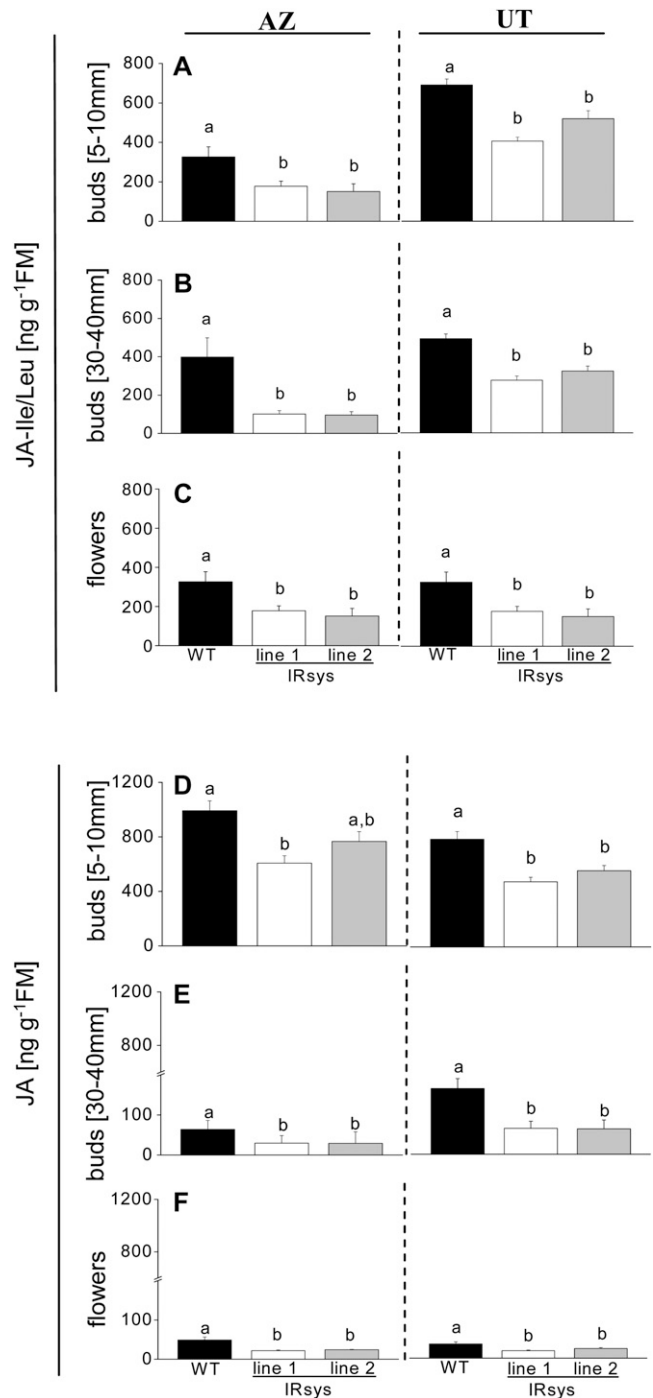 AZ UT
JA-Ile/Leu [ng g⁻¹FM]
A
buds [5-10mm]
800
600
400
200
0
a b b a b b
B
buds [30-40mm]
800
600
400
200
0
a b b a b b
C
flowers
800
600
400
200
0
a b b a b b
WT line 1 line 2 WT line 1 line 2
IRsys IRsys
JA [ng g⁻¹FM]
D
buds [5-10mm]
1200
800
400
0
a b a,b a b b
E
buds [30-40mm]
1200
800
100
0
a b b a b b
F
flowers
1200
800
100
0
a b b a b b
WT line 1 line 2 WT line 1 line 2
IRsys IRsys